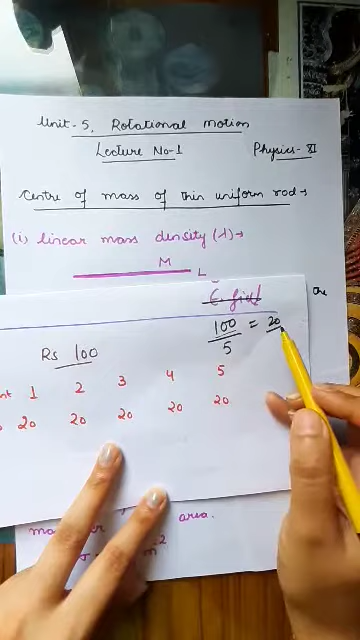 Unit - 5, Rotational motion
Lecture No-1 Physics - XI
Centre of mass of thin uniform rod→
(i) linear mass density (λ)→
M
L
the
100/5 = 20
Rs 100
1 2 3 4 5
20 20 20 20 20
area.